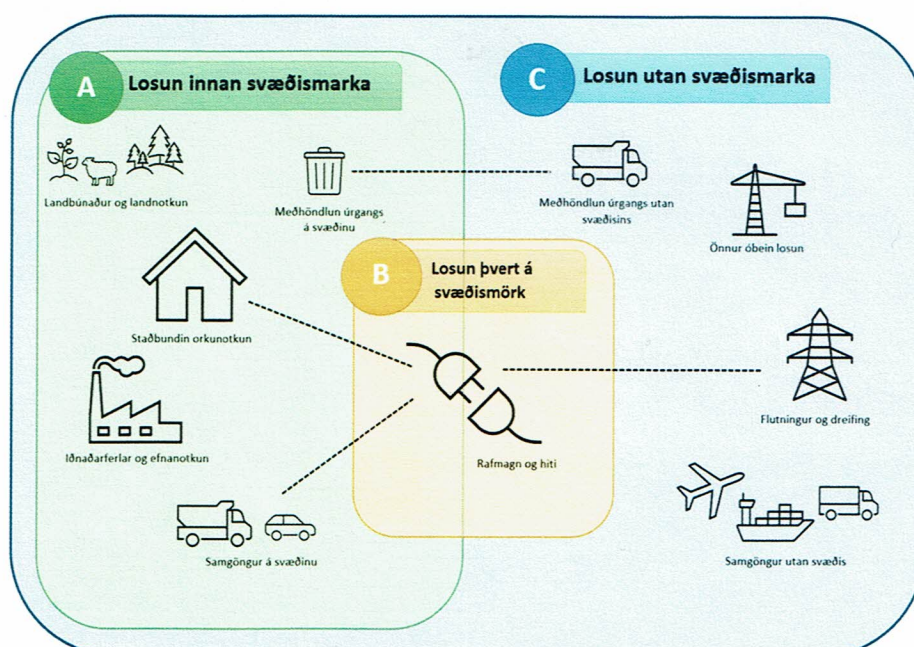 A
Losun innan svæðismarka
Landbúnaður og landnotkun
Meðhöndlun úrgangs
á svæðinu
Staðbundin orkunotkun
Iðnaðarferlar og efnanotkun
Samgöngur á svæðinu
B
Losun þvert á
svæðismörk
Rafmagn og hiti
C
Losun utan svæðismarka
Meðhöndlun úrgangs utan
svæðisins
Önnur óbein losun
Flutningur og dreifing
Samgöngur utan svæðis